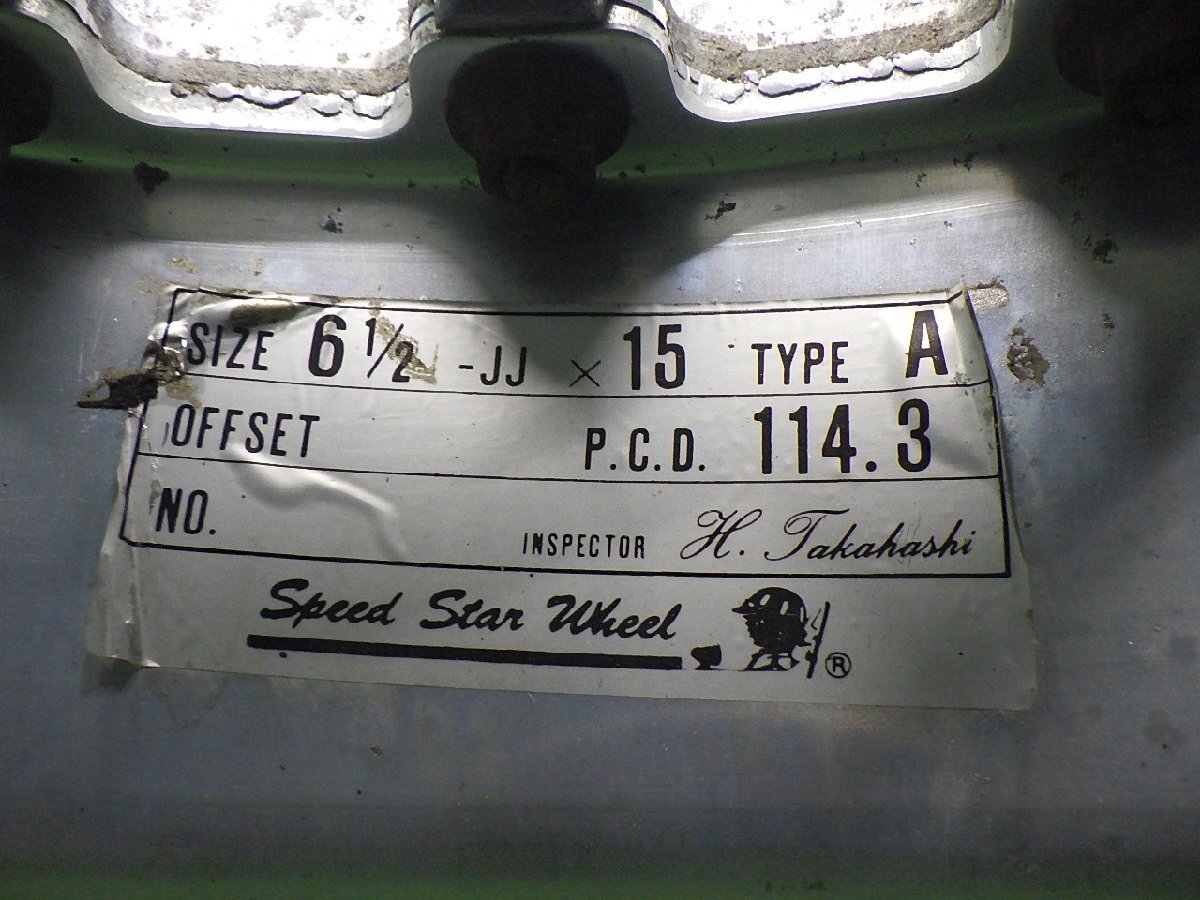 SIZE 6 1/2 -JJ × 15 TYPE A
OFFSET P.C.D. 114.3
NO. INSPECTOR H. Takahashi
Speed Star Wheel ®